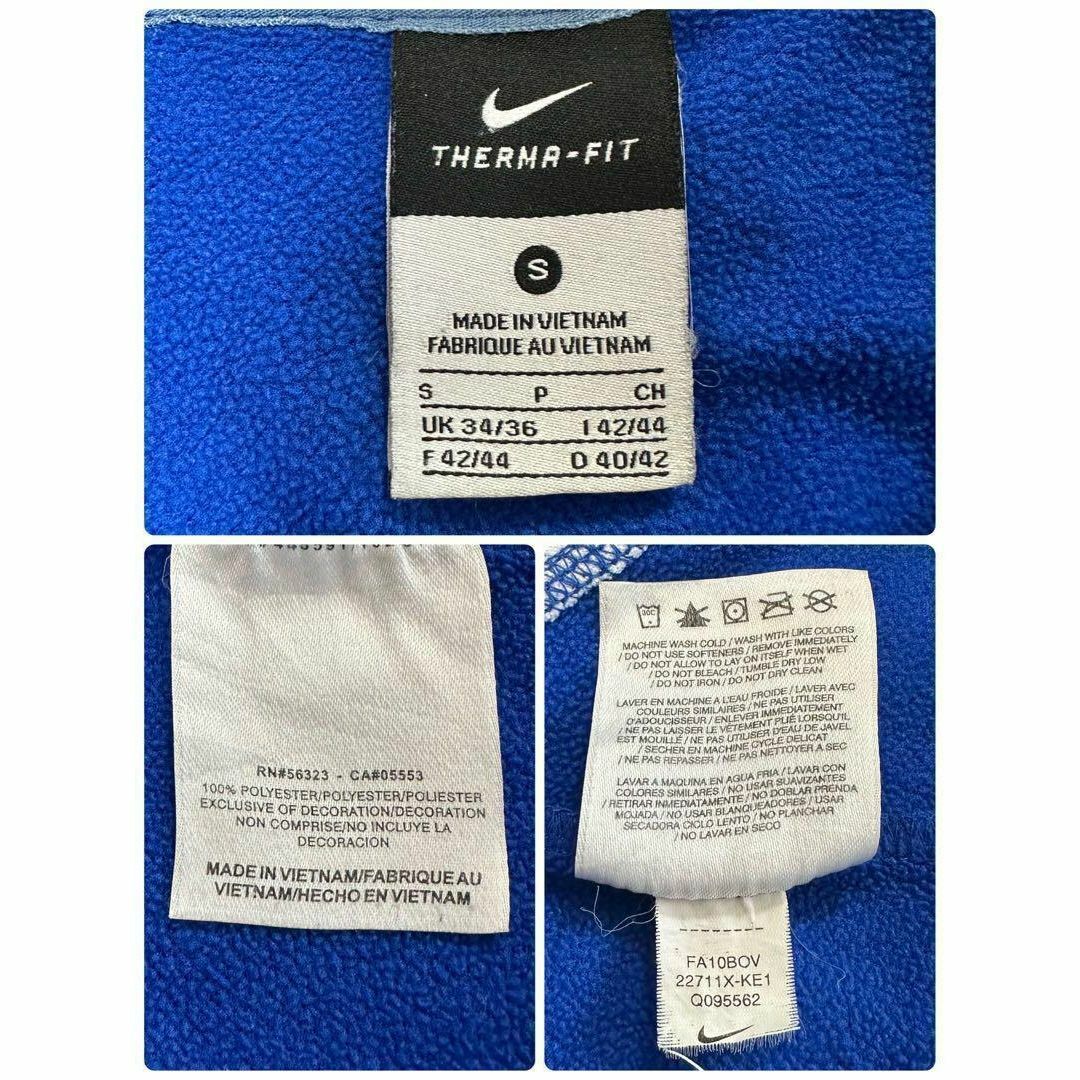 THERMA-FIT
S
MADE IN VIETNAM
FABRIQUE AU VIETNAM
S P CH
UK 34/36 I 42/44
F 42/44 D 40/42
RN#56323 - CA#05553
100% POLYESTER/POLYESTER/POLIESTER
EXCLUSIVE OF DECORATION/DECORATION
NON COMPRISE/NO INCLUYE LA
DECORACION
MADE IN VIETNAM/FABRIQUE AU
VIETNAM/HECHO EN VIETNAM
30C
MACHINE WASH COLD / WASH WITH LIKE COLORS
/ DO NOT USE SOFTENERS / REMOVE IMMEDIATELY
/ DO NOT ALLOW TO LAY ON ITSELF WHEN WET
/ DO NOT BLEACH / TUMBLE DRY LOW
/ DO NOT IRON / DO NOT DRY CLEAN
LAVER EN MACHINE A L'EAU FROIDE / LAVER AVEC
COULEURS SIMILAIRES / NE PAS UTILISER
D'ADOUCISSEUR / ENLEVER IMMEDIATEMENT
/ NE PAS LAISSER LE VÊTEMENT PLIÉ LORSQU'IL
EST MOUILLÉ / NE PAS UTILISER D'EAU DE JAVEL
/ SECHER EN MACHINE CYCLE DELICAT
/ NE PAS REPASSER / NE PAS NETTOYER A SEC
LAVAR A MAQUINA EN AGUA FRIA / LAVAR CON
COLORES SIMILARES / NO USAR SUAVIZANTES
/ RETIRAR INMEDIATAMENTE / NO DOBLAR PRENDA
MOJADA / NO USAR BLANQUEADORES / USAR
SECADORA CICLO LENTO / NO PLANCHAR
/ NO LAVAR EN SECO
FA10BOV
22711X-KE1
Q095562